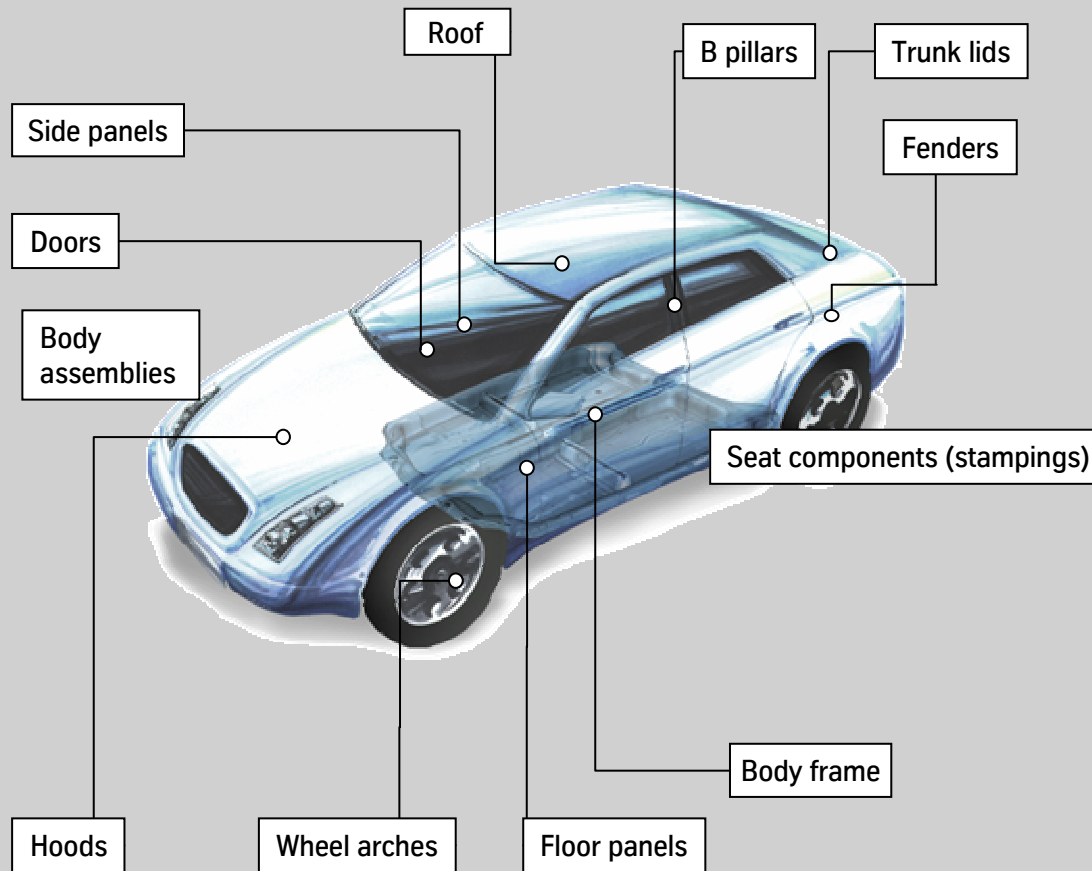 Roof
B pillars
Trunk lids
Side panels
Fenders
Doors
Body
assemblies
Seat components (stampings)
Body frame
Hoods
Wheel arches
Floor panels